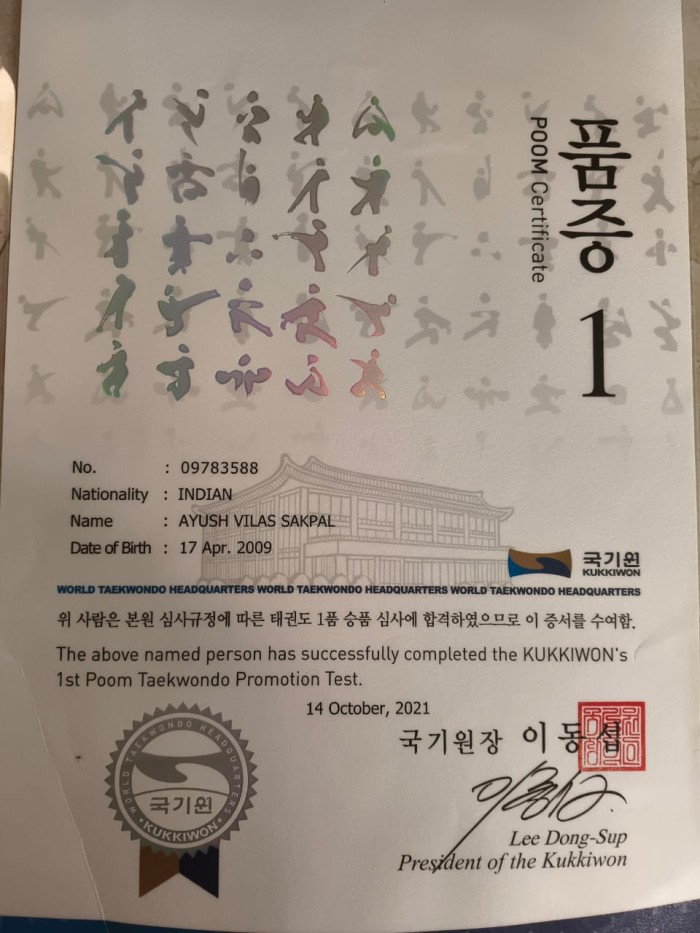 품증
POOM Certificate
1
No. : 09783588
Nationality : INDIAN
Name : AYUSH VILAS SAKPAL
Date of Birth : 17 Apr. 2009
국기원
KUKKIWON
WORLD TAEKWONDO HEADQUARTERS WORLD TAEKWONDO HEADQUARTERS WORLD TAEKWONDO HEADQUARTERS
위 사람은 본원 심사규정에 따른 태권도 1품 승품 심사에 합격하였으므로 이 증서를 수여함.
The above named person has successfully completed the KUKKIWON's
1st Poom Taekwondo Promotion Test.
14 October, 2021
국기원장 이동섭
WORLD TAEKWONDO HEADQUARTERS
국기원
KUKKIWON
Lee Dong-Sup
President of the Kukkiwon